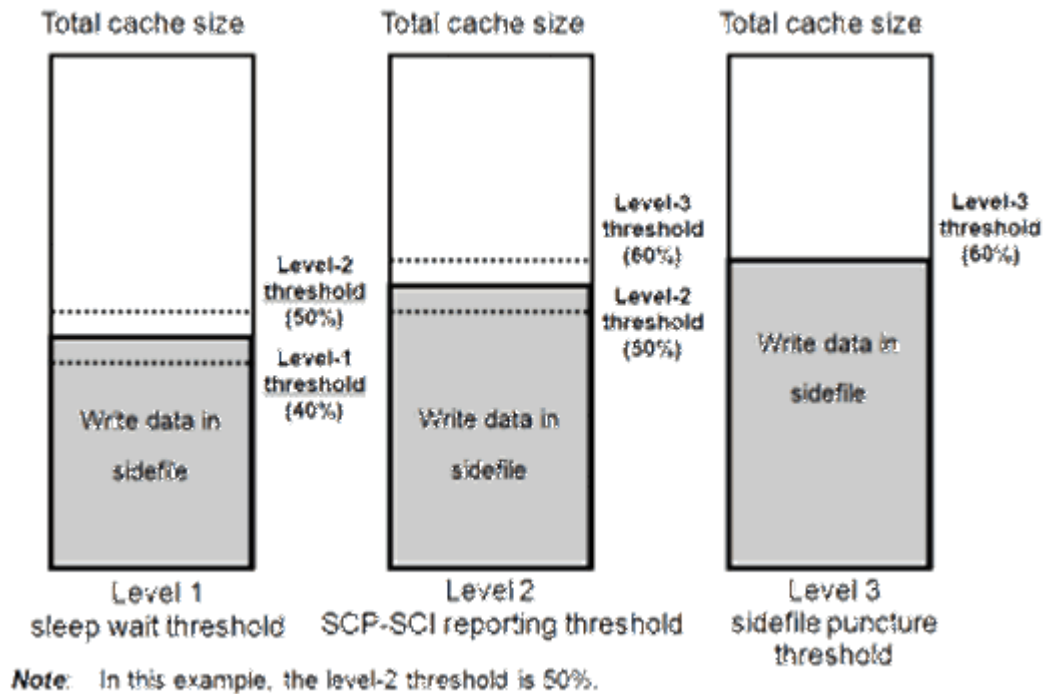 Total cache size
Total cache size
Total cache size
Level-2
threshold
(50%)
Level-1
threshold
(40%)
Write data in
sidefile
Level 1
sleep wait threshold
Level-3
threshold
(60%)
Level-2
threshold
(50%)
Write data in
sidefile
Level 2
SCP-SCI reporting threshold
Level-3
threshold
(60%)
Write data in
sidefile
Level 3
sidefile puncture
threshold
Note: In this example, the level-2 threshold is 50%.